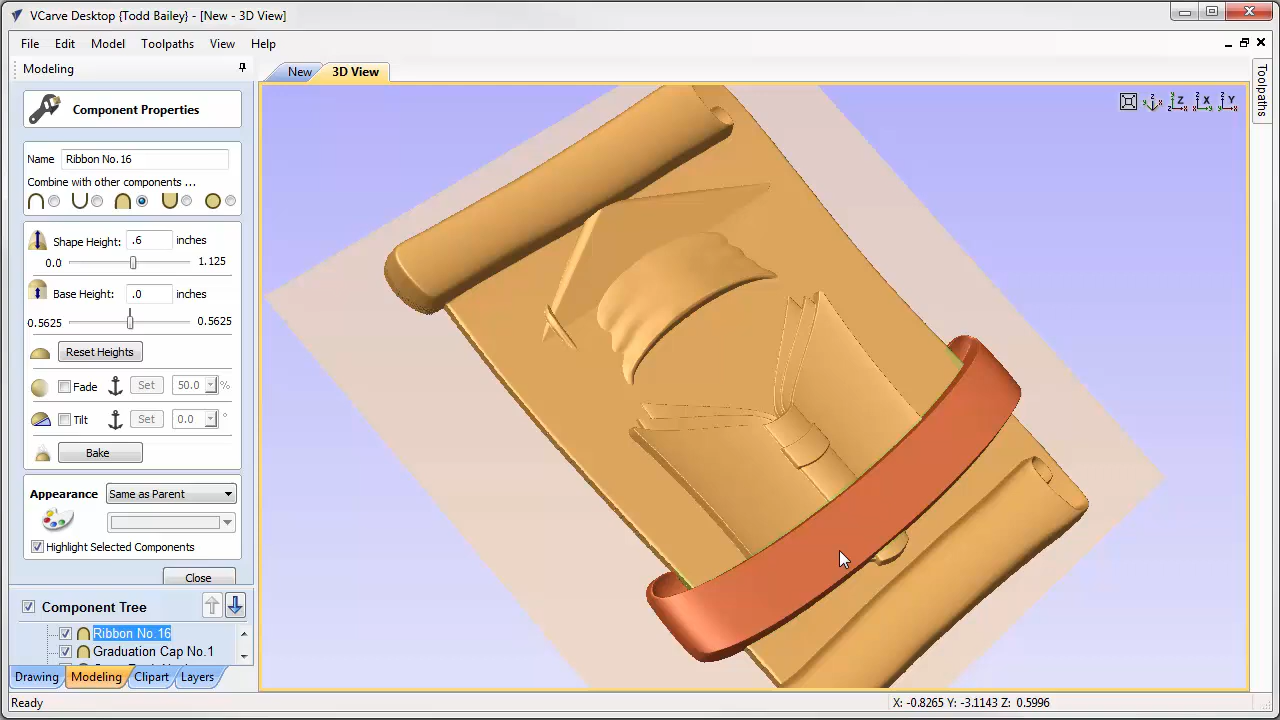 VCarve Desktop {Todd Bailey} - [New - 3D View]
File Edit Model Toolpaths View Help
Modeling
New 3D View
Toolpaths
Component Properties
Name Ribbon No.16
Combine with other components ...
Shape Height: .6 inches
0.0 1.125
Base Height: .0 inches
0.5625 0.5625
Reset Heights
Fade Set 50.0 %
Tilt Set 0.0 °
Bake
Appearance Same as Parent
Highlight Selected Components
Close
Component Tree
Ribbon No.16
Graduation Cap No.1
Drawing Modeling Clipart Layers
Ready X: -0.8265 Y: -3.1143 Z: 0.5996
Z X Y